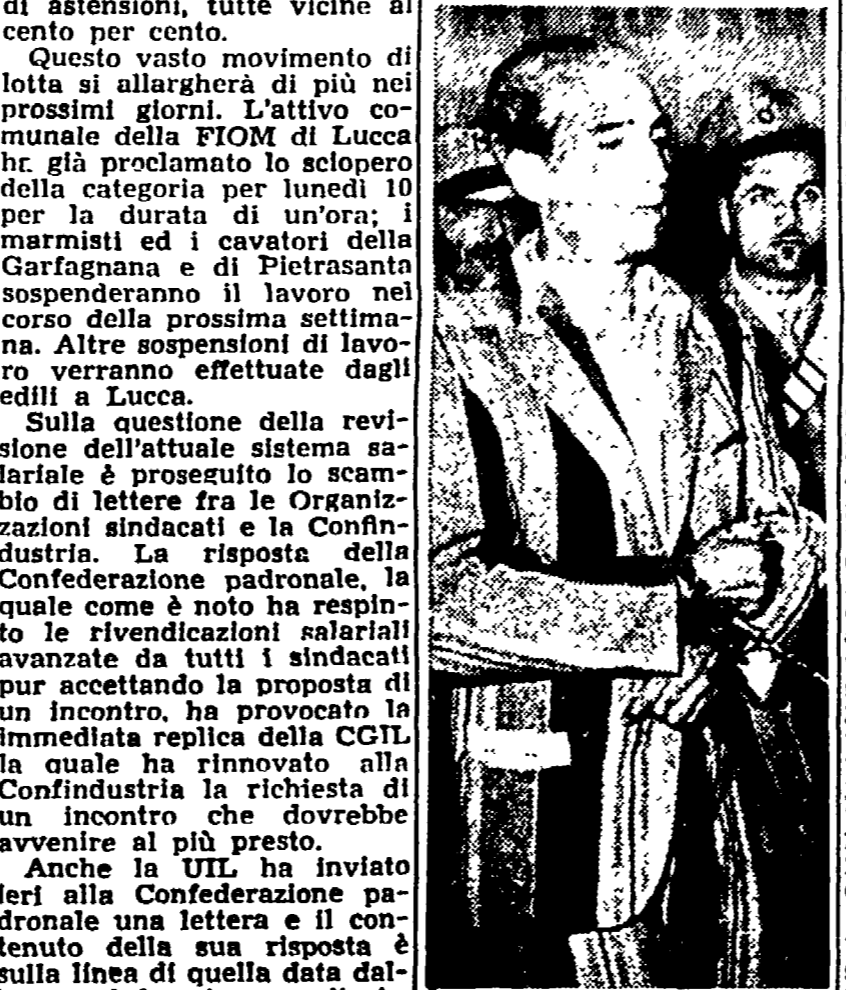 di astensioni, tutte vicine al
cento per cento.
Questo vasto movimento di
lotta si allargherà di più nei
prossimi giorni. L'attivo co-
munale della FIOM di Lucca
ha già proclamato lo sciopero
della categoria per lunedì 10
per la durata di un'ora; i
marmisti ed i cavatori della
Garfagnana e di Pietrasanta
sospenderanno il lavoro nel
corso della prossima settima-
na. Altre sospensioni di lavo-
ro verranno effettuate dagli
edili a Lucca.
Sulla questione della revi-
sione dell'attuale sistema sa-
lariale è proseguito lo scam-
bio di lettere fra le Organiz-
zazioni sindacati e la Confin-
dustria. La risposta della
Confederazione padronale, la
quale come è noto ha respin-
to le rivendicazioni salariali
avanzate da tutti i sindacati
pur accettando la proposta di
un incontro, ha provocato la
immediata replica della CGIL
la quale ha rinnovato alla
Confindustria la richiesta di
un incontro che dovrebbe
avvenire al più presto.
Anche la UIL ha inviato
ieri alla Confederazione pa-
dronale una lettera e il con-
tenuto della sua risposta è
sulla linea di quella data dal-